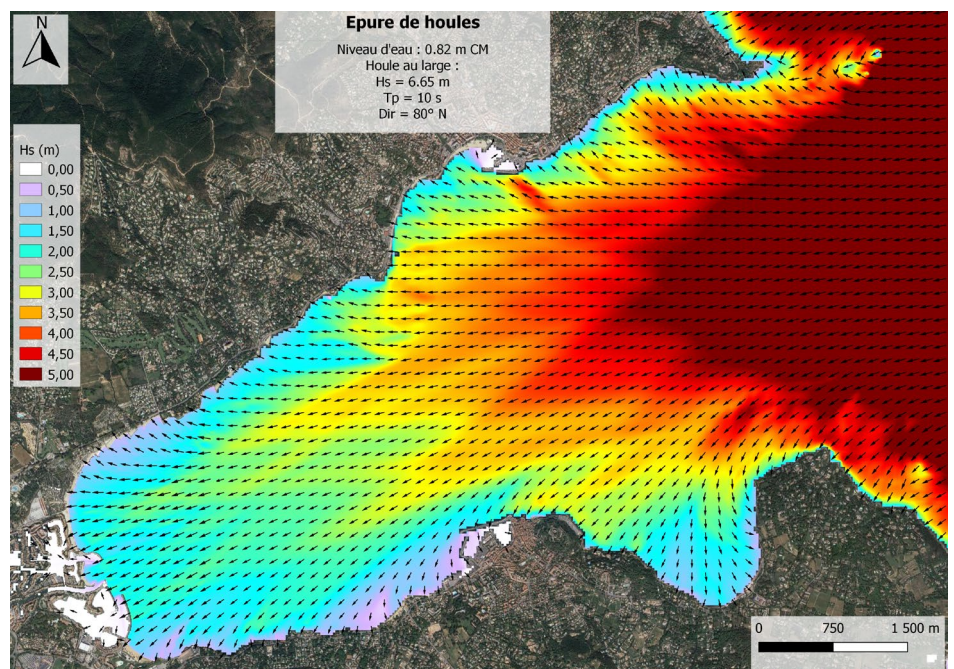 N
Epure de houles
Niveau d'eau : 0.82 m CM
Houle au large :
Hs = 6.65 m
Tp = 10 s
Dir = 80° N
Hs (m)
0,00
0,50
1,00
1,50
2,00
2,50
3,00
3,50
4,00
4,50
5,00
0 750 1 500 m